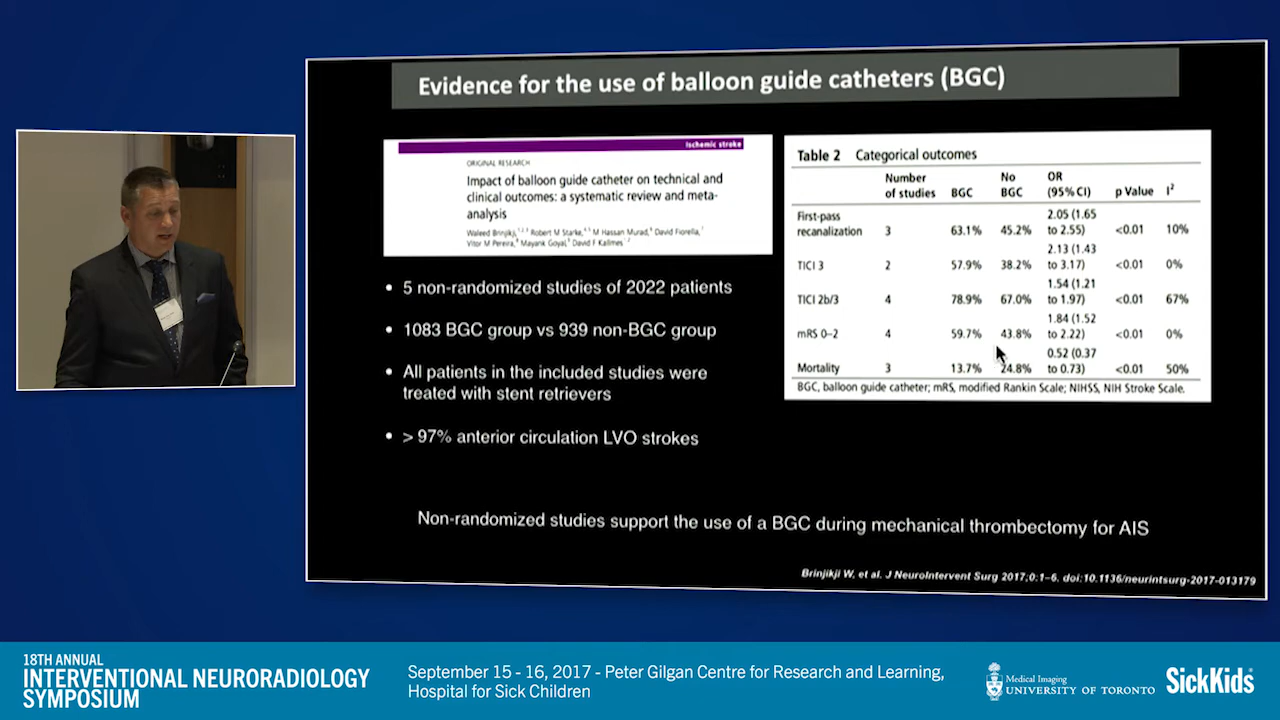 Evidence for the use of balloon guide catheters (BGC)
Ischemic stroke
ORIGINAL RESEARCH
Impact of balloon guide catheter on technical and
clinical outcomes: a systematic review and meta-
analysis
Waleed Brinjikji, Robert M Starke, M Hassan Murad, David Fiorella,
Vitor M Pereira, Mayank Goyal, David F Kallmes
Table 2 Categorical outcomes
Number of studies BGC No BGC OR (95% CI) p Value I²
First-pass recanalization 3 63.1% 45.2% 2.05 (1.65 to 2.55) <0.01 10%
TICI 3 2 57.9% 38.2% 2.13 (1.43 to 3.17) <0.01 0%
TICI 2b/3 4 78.9% 67.0% 1.54 (1.21 to 1.97) <0.01 67%
mRS 0–2 4 59.7% 43.8% 1.84 (1.52 to 2.22) <0.01 0%
Mortality 3 13.7% 24.8% 0.52 (0.37 to 0.73) <0.01 50%
BGC, balloon guide catheter; mRS, modified Rankin Scale; NIHSS, NIH Stroke Scale.
• 5 non-randomized studies of 2022 patients
• 1083 BGC group vs 939 non-BGC group
• All patients in the included studies were
treated with stent retrievers
• > 97% anterior circulation LVO strokes
Non-randomized studies support the use of a BGC during mechanical thrombectomy for AIS
Brinjikji W, et al. J NeuroIntervent Surg 2017;0:1–6. doi:10.1136/neurintsurg-2017-013179
18TH ANNUAL
INTERVENTIONAL NEURORADIOLOGY
SYMPOSIUM
September 15 - 16, 2017 - Peter Gilgan Centre for Research and Learning,
Hospital for Sick Children
Medical Imaging
UNIVERSITY OF TORONTO
SickKids®